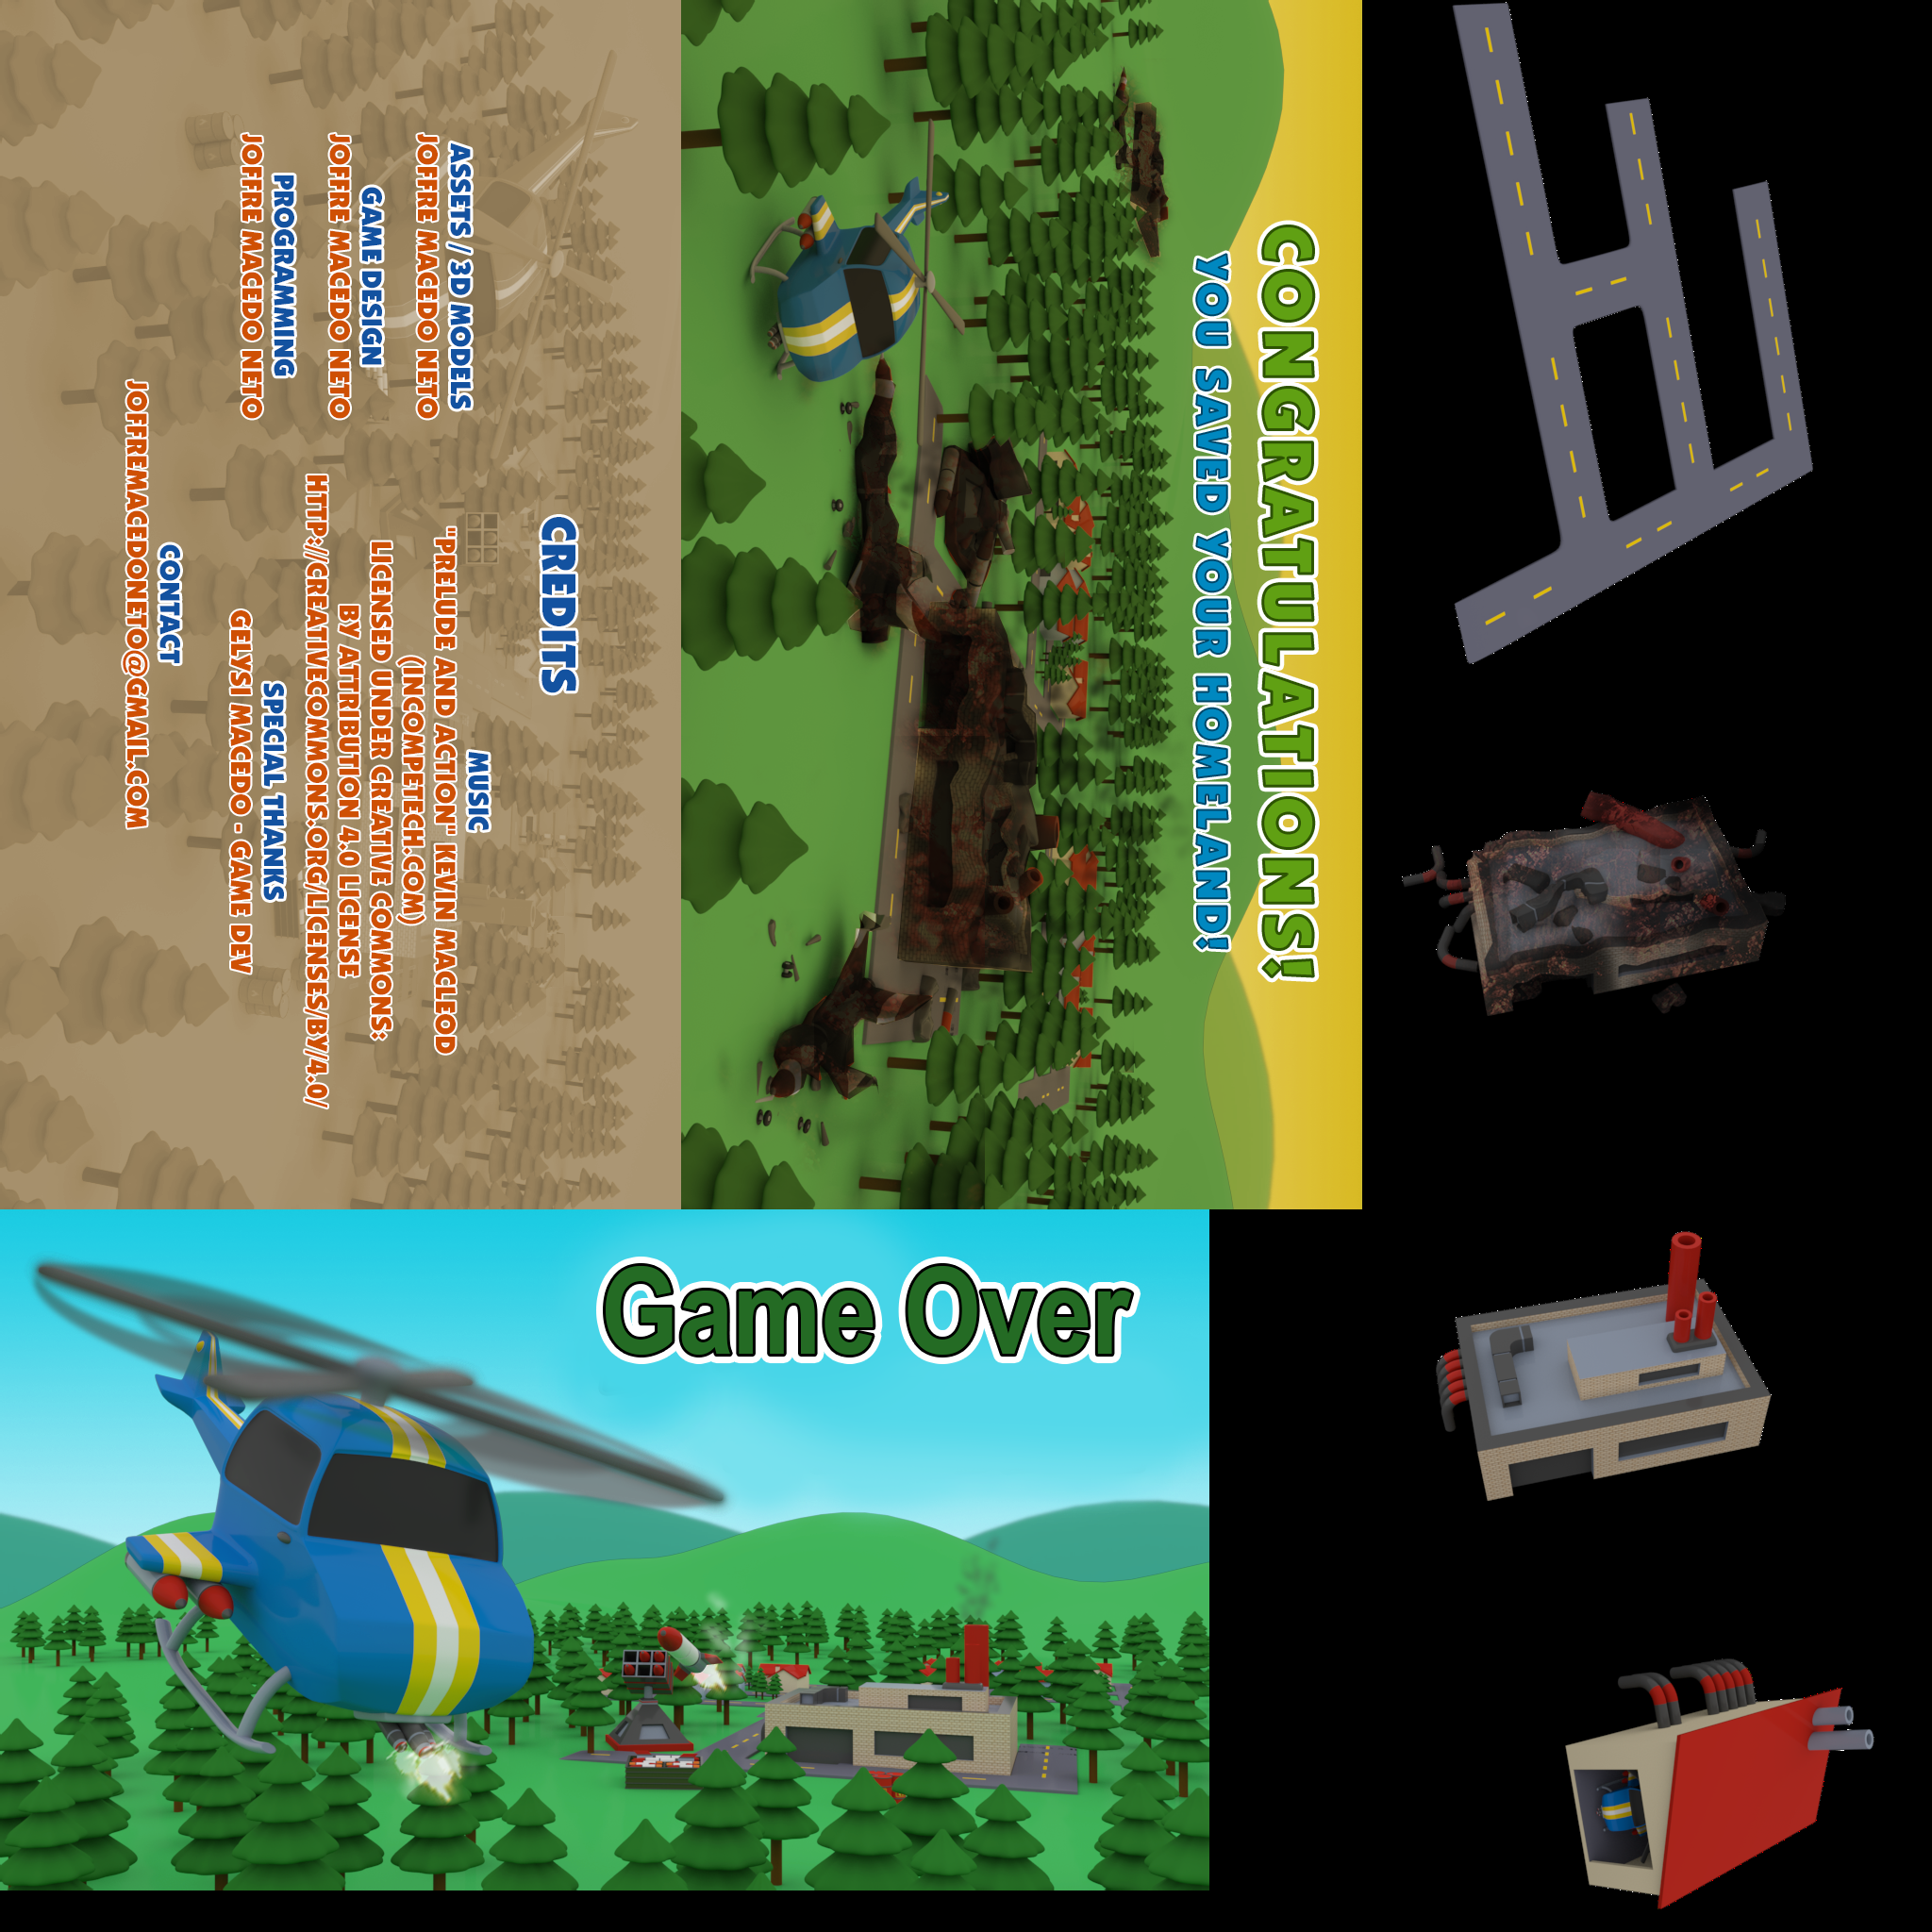 CREDITS
ASSETS / 3D MODELS
JOFFRE MACEDO NETO
GAME DESIGN
JOFFRE MACEDO NETO
PROGRAMMING
JOFFRE MACEDO NETO
MUSIC
"PRELUDE AND ACTION" KEVIN MACLEOD
(INCOMPETECH.COM)
LICENSED UNDER CREATIVE COMMONS:
BY ATRIBUTION 4.0 LICENSE
HTTP://CREATIVECOMMONS.ORG/LICENSES/BY/4.0/
SPECIAL THANKS
GELYSI MACEDO - GAME DEV
CONTACT
JOFFREMACEDONETO@GMAIL.COM
CONGRATULATIONS!
YOU SAVED YOUR HOMELAND!
Game Over